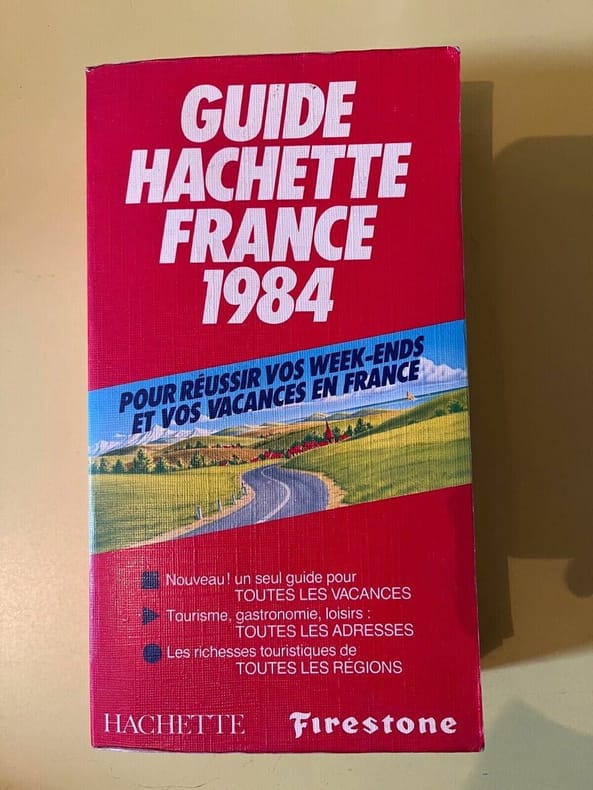 GUIDE
HACHETTE
FRANCE
1984
POUR RÉUSSIR VOS WEEK-ENDS
ET VOS VACANCES EN FRANCE
Nouveau! un seul guide pour
TOUTES LES VACANCES
Tourisme, gastronomie, loisirs :
TOUTES LES ADRESSES
Les richesses touristiques de
TOUTES LES RÉGIONS
HACHETTE Firestone